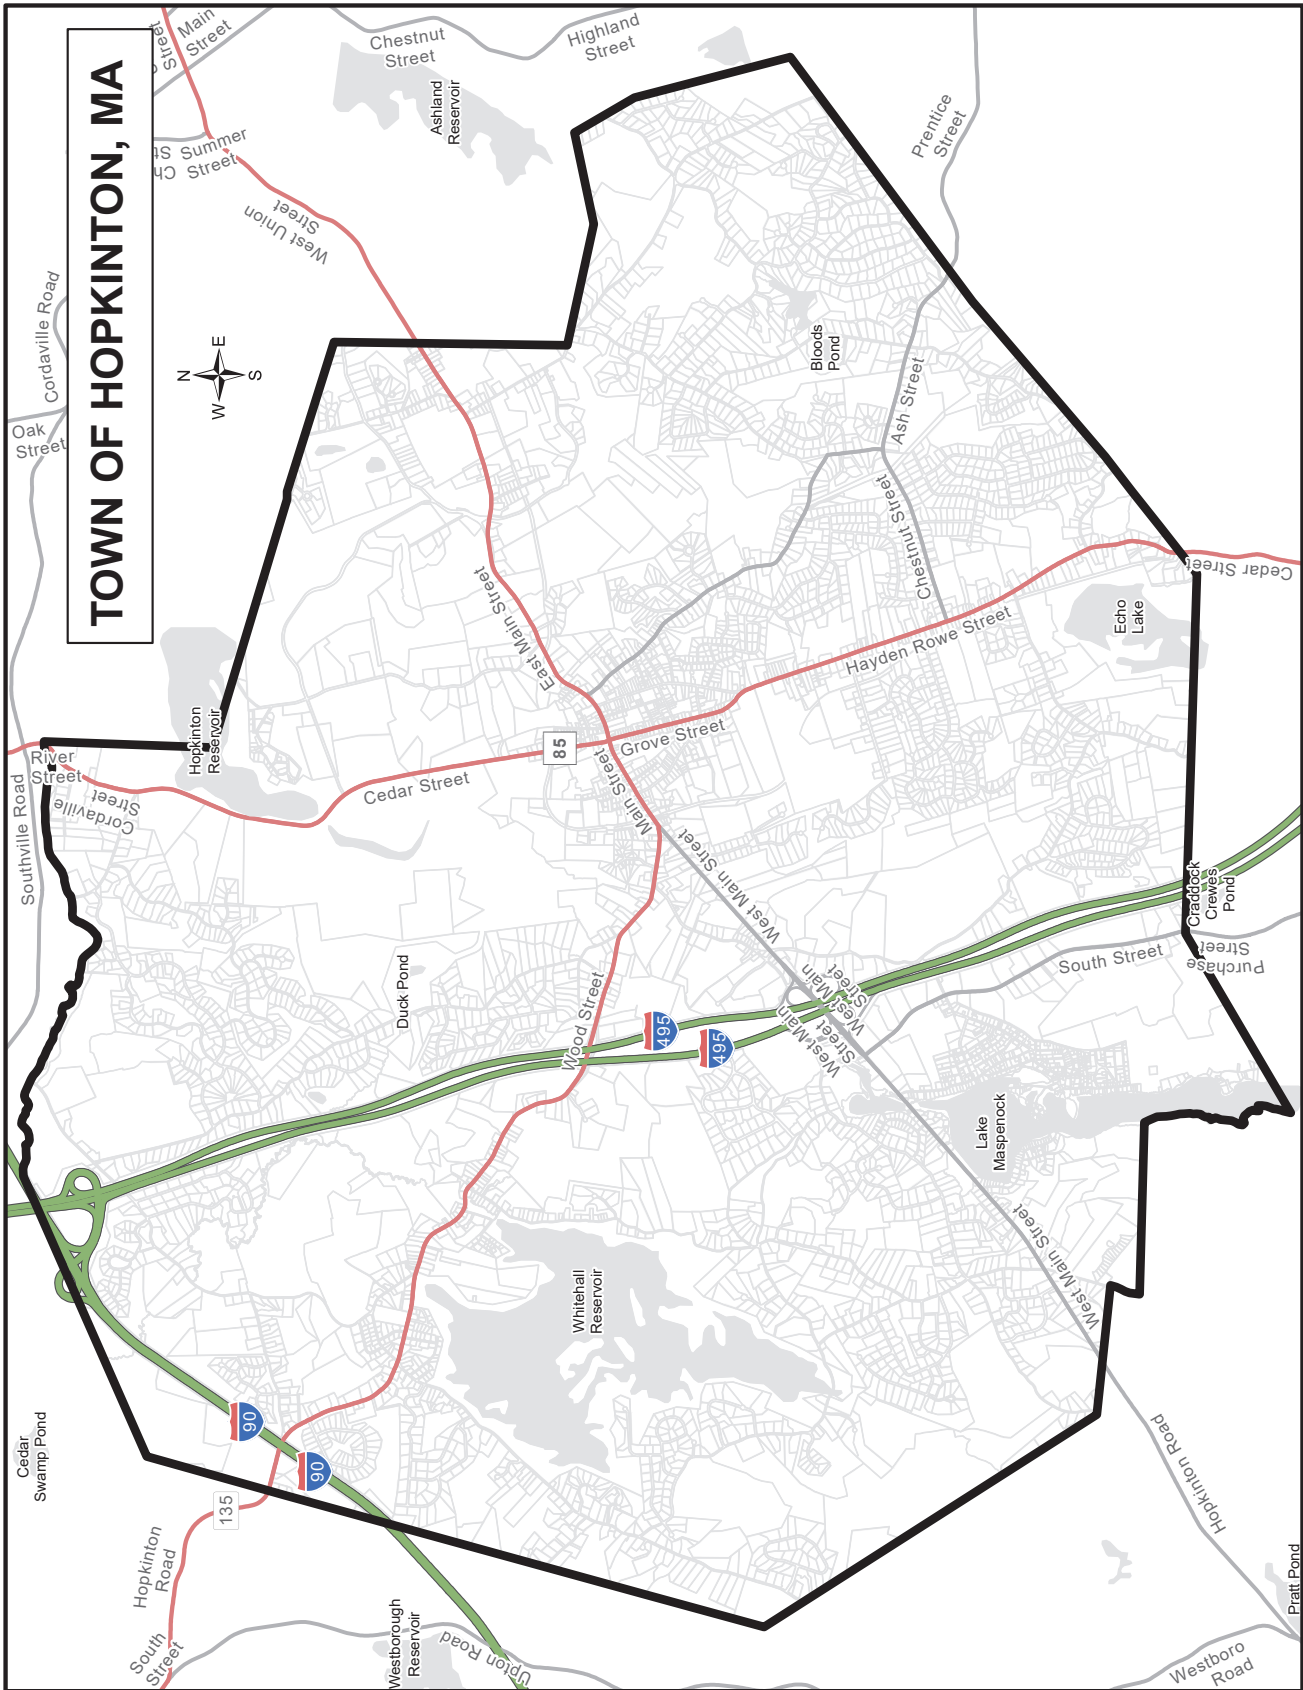 TOWN OF HOPKINTON, MA
N
W
E
S
Main
Street
Street
Summer
Street
Ch
St
West Union
Street
Chestnut
Street
Highland
Street
Ashland
Reservoir
Prentice
Street
Cordaville Road
Oak
Street
Southville Road
River
Street
Cordaville
Street
Hopkinton
Reservoir
Cedar Street
85
East Main Street
Grove Street
Main Street
Bloods
Pond
Ash Street
Chestnut Street
Hayden Rowe Street
Echo
Lake
Cedar Street
West Main Street
Duck Pond
Wood Street
495
495
West Main
Street
West Main
Street
South Street
Craddock
Crewes
Pond
Purchase
Street
Lake
Maspenock
Whitehall
Reservoir
West Main Street
90
90
135
Cedar
Swamp Pond
Hopkinton
Road
South
Street
Westborough
Reservoir
Upton Road
Hopkinton Road
Pratt Pond
Westboro
Road